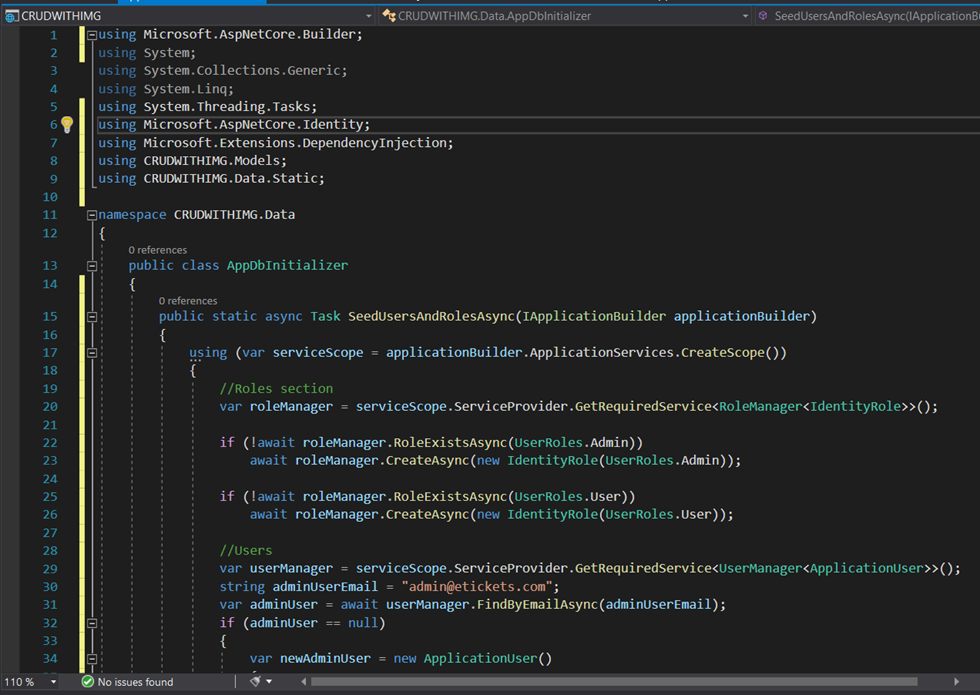 CRUDWITHIMG CRUDWITHIMG.Data.AppDbInitializer SeedUsersAndRolesAsync(IApplicationB
1 using Microsoft.AspNetCore.Builder;
2 using System;
3 using System.Collections.Generic;
4 using System.Linq;
5 using System.Threading.Tasks;
6 using Microsoft.AspNetCore.Identity;
7 using Microsoft.Extensions.DependencyInjection;
8 using CRUDWITHIMG.Models;
9 using CRUDWITHIMG.Data.Static;
10
11 namespace CRUDWITHIMG.Data
12 {
0 references
13 public class AppDbInitializer
14 {
0 references
15 public static async Task SeedUsersAndRolesAsync(IApplicationBuilder applicationBuilder)
16 {
17 using (var serviceScope = applicationBuilder.ApplicationServices.CreateScope())
18 {
19 //Roles section
20 var roleManager = serviceScope.ServiceProvider.GetRequiredService<RoleManager<IdentityRole>>();
21
22 if (!await roleManager.RoleExistsAsync(UserRoles.Admin))
23 await roleManager.CreateAsync(new IdentityRole(UserRoles.Admin));
24
25 if (!await roleManager.RoleExistsAsync(UserRoles.User))
26 await roleManager.CreateAsync(new IdentityRole(UserRoles.User));
27
28 //Users
29 var userManager = serviceScope.ServiceProvider.GetRequiredService<UserManager<ApplicationUser>>();
30 string adminUserEmail = "admin@etickets.com";
31 var adminUser = await userManager.FindByEmailAsync(adminUserEmail);
32 if (adminUser == null)
33 {
34 var newAdminUser = new ApplicationUser()
110 % No issues found